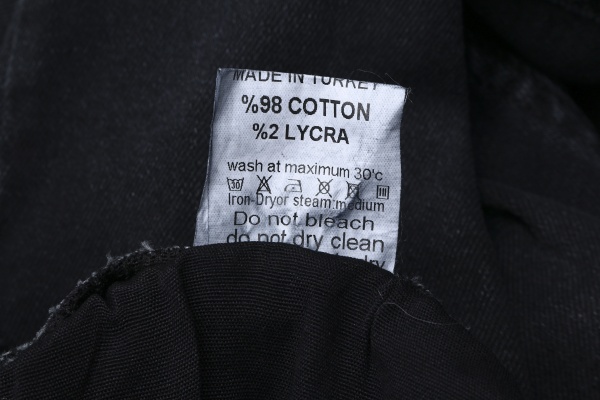 MADE IN TURKEY
%98 COTTON
%2 LYCRA
wash at maximum 30'c
30
Iron-Dryor steam:medium
Do not bleach
do not dry clean